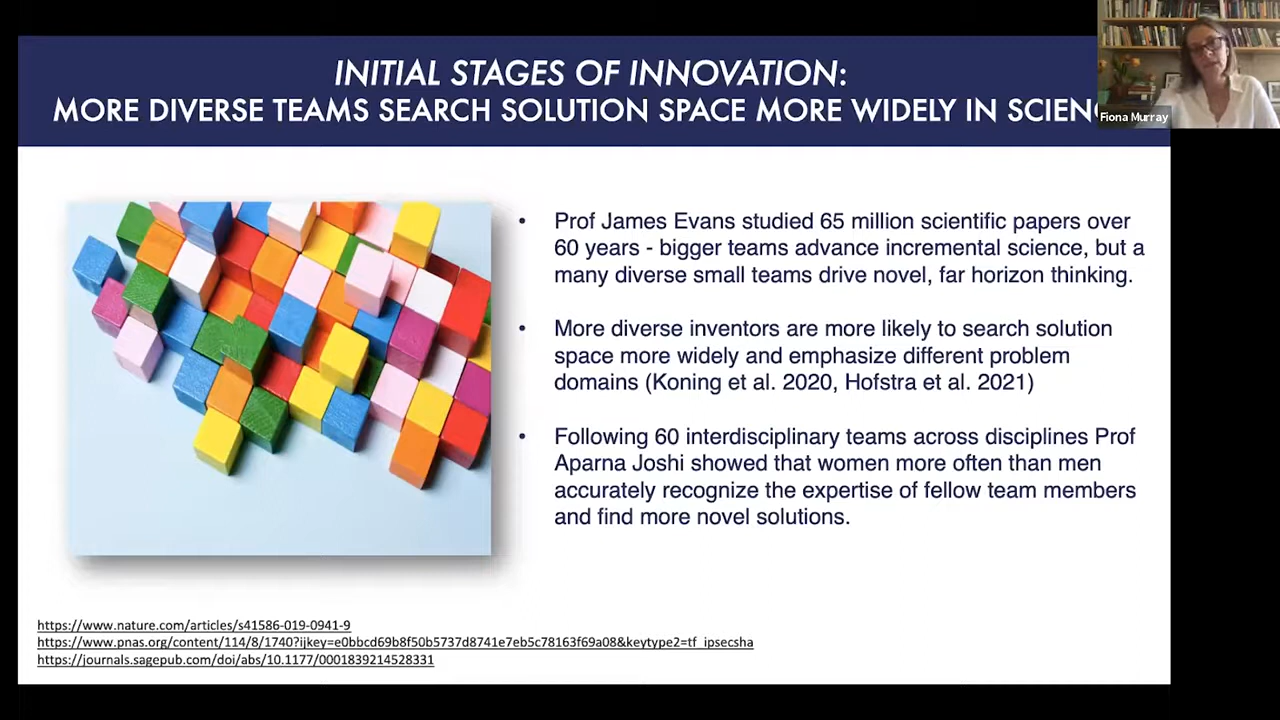 INITIAL STAGES OF INNOVATION:
MORE DIVERSE TEAMS SEARCH SOLUTION SPACE MORE WIDELY IN
Fiona Murray
• Prof James Evans studied 65 million scientific papers over
60 years - bigger teams advance incremental science, but a
many diverse small teams drive novel, far horizon thinking.
• More diverse inventors are more likely to search solution
space more widely and emphasize different problem
domains (Koning et al. 2020, Hofstra et al. 2021)
• Following 60 interdisciplinary teams across disciplines Prof
Aparna Joshi showed that women more often than men
accurately recognize the expertise of fellow team members
and find more novel solutions.
https://www.nature.com/articles/s41586-019-0941-9
https://www.pnas.org/content/114/8/1740?ijkey=e0bbcd69b8f50b5737d8741e7eb5c78163f69a08&keytype2=tf_ipsecsha
https://journals.sagepub.com/doi/abs/10.1177/0001839214528331